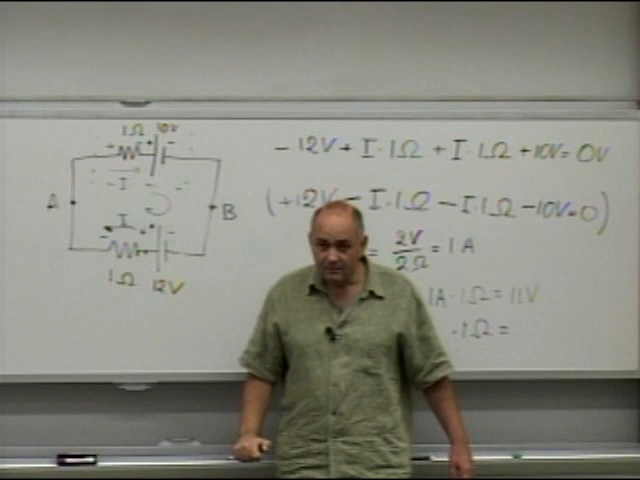 1Ω 10V
+ + -
- 12V + I · 1Ω + I · 1Ω + 10V = 0V
I
A B
(+12V - I · 1Ω - I · 1Ω - 10V = 0)
I
- + + -
= 2V/2Ω = 1A
1Ω 12V
1A · 1Ω = 11V
· 1Ω =